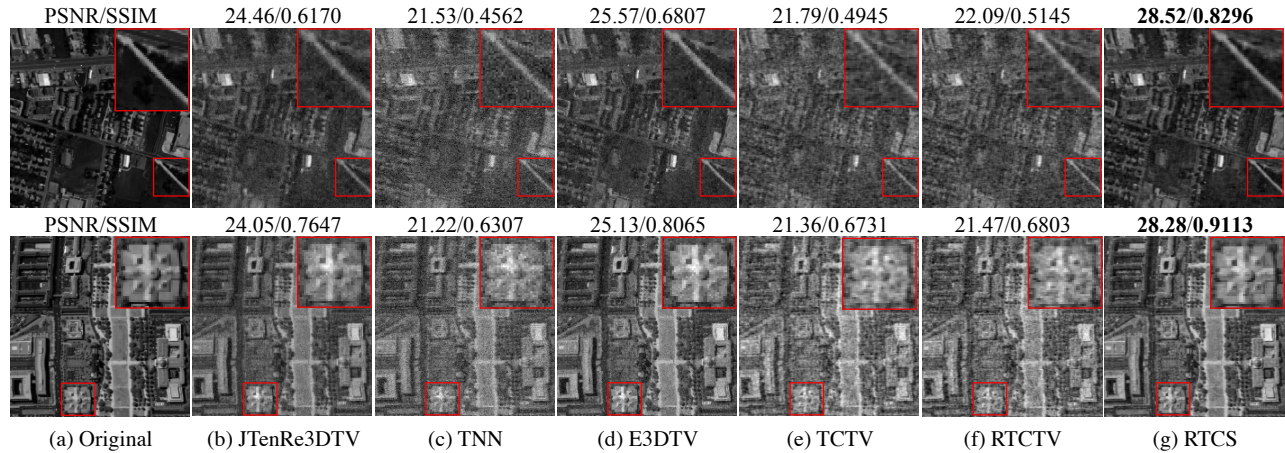 PSNR/SSIM 24.46/0.6170 21.53/0.4562 25.57/0.6807 21.79/0.4945 22.09/0.5145 28.52/0.8296
PSNR/SSIM 24.05/0.7647 21.22/0.6307 25.13/0.8065 21.36/0.6731 21.47/0.6803 28.28/0.9113
(a) Original (b) JTenRe3DTV (c) TNN (d) E3DTV (e) TCTV (f) RTCTV (g) RTCS